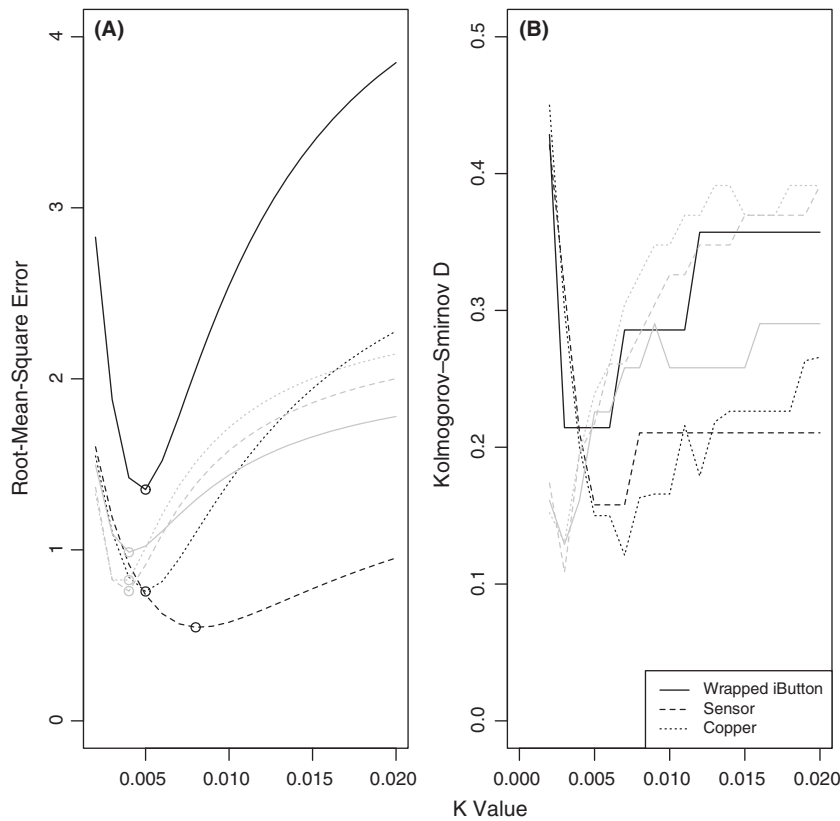 (A)
Root-Mean-Square Error
4
3
2
1
0
0.005 0.010 0.015 0.020
(B)
Kolmogorov–Smirnov D
0.5
0.4
0.3
0.2
0.1
0.0
Wrapped iButton
Sensor
Copper
0.000 0.005 0.010 0.015 0.020
K Value